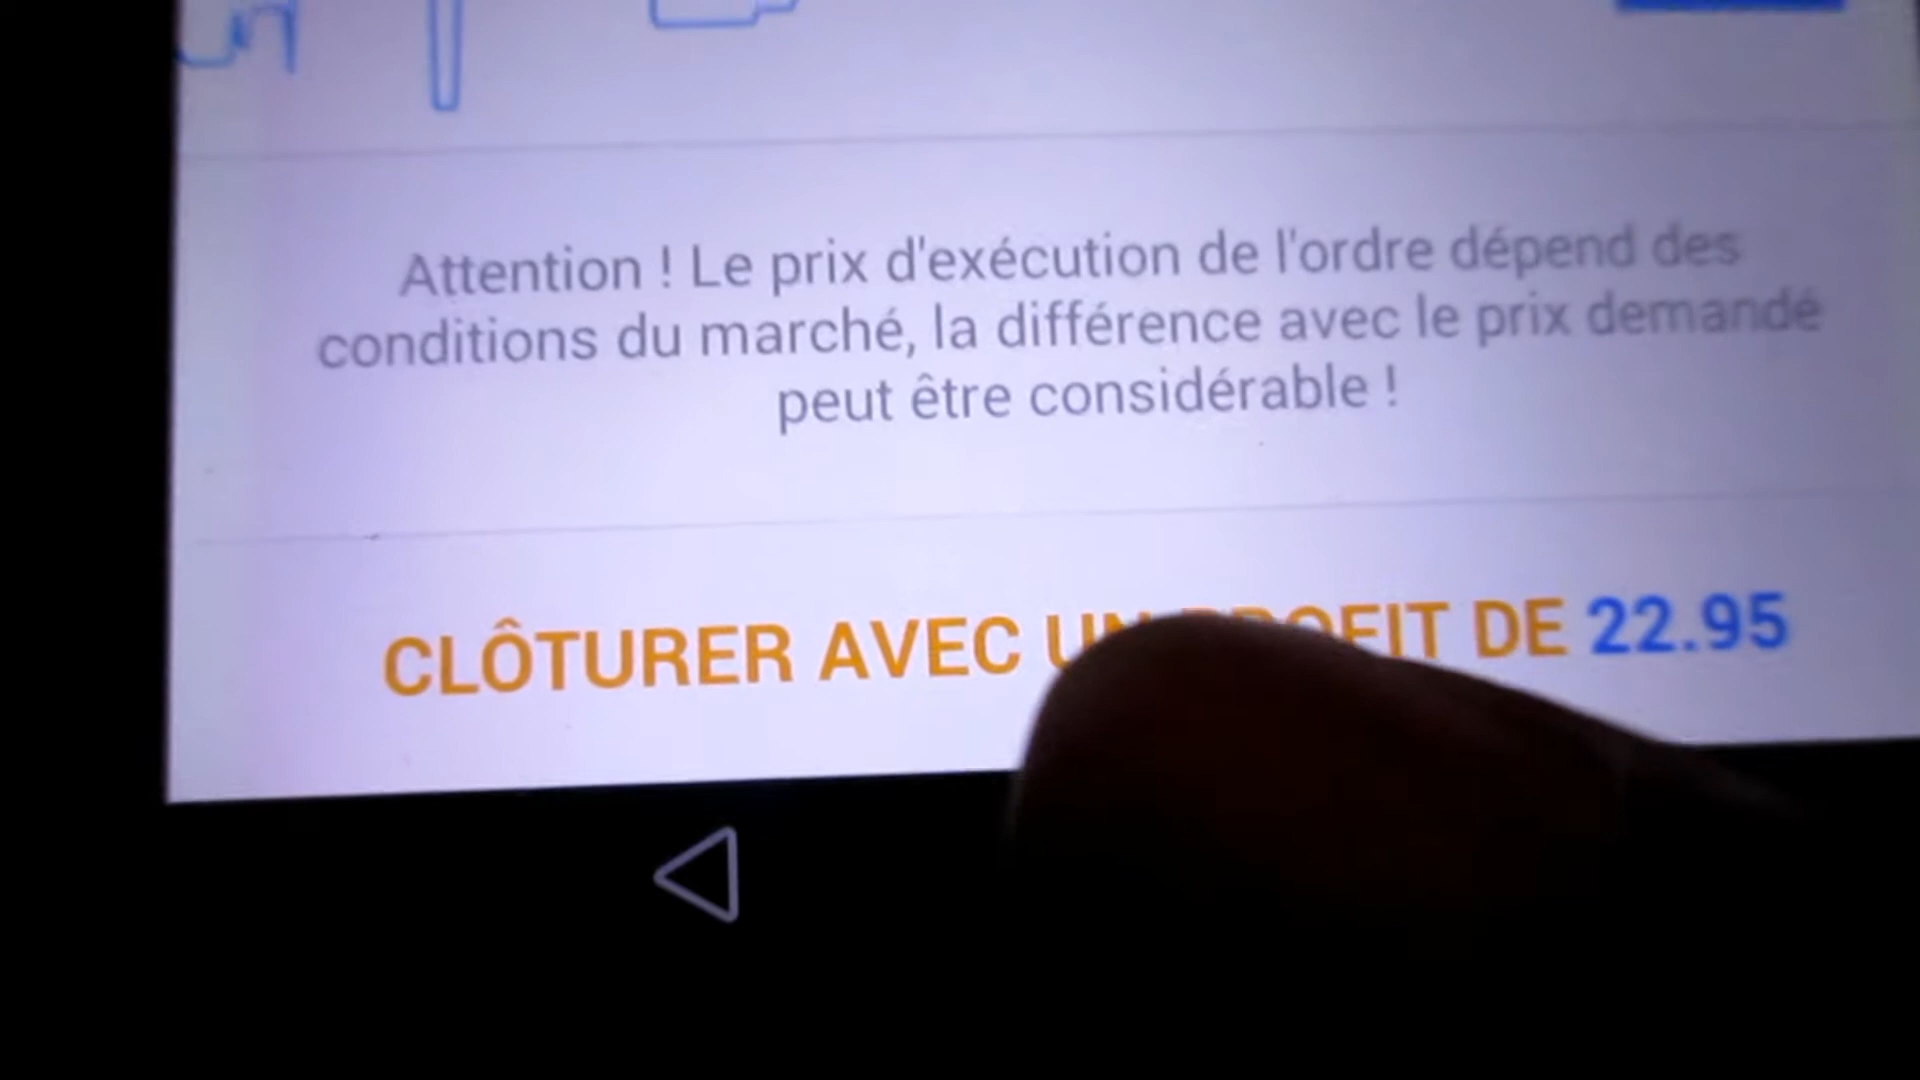 Attention ! Le prix d'exécution de l'ordre dépend des
conditions du marché, la différence avec le prix demandé
peut être considérable !
CLÔTURER AVEC UN PROFIT DE 22.95